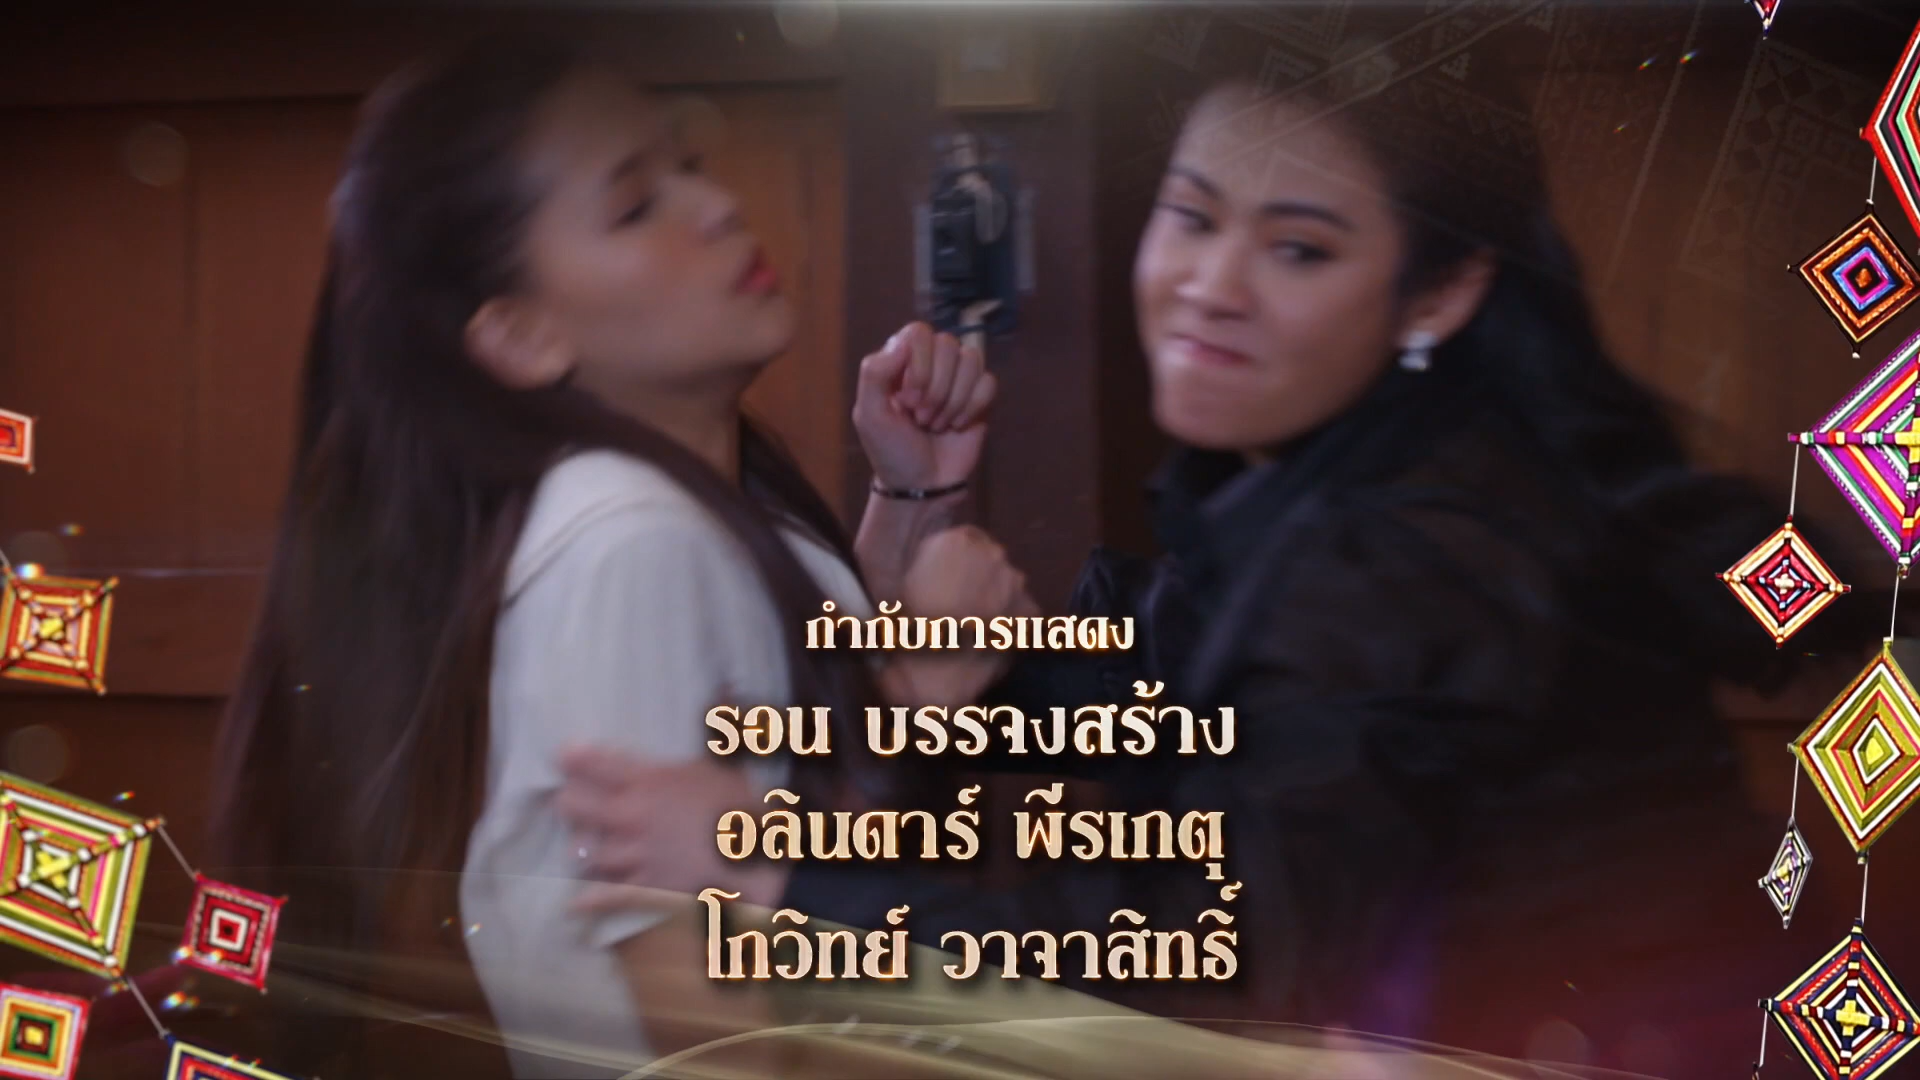 กำกับการแสดง
รอน บรรจงสร้าง
อลินดาร์ พีรเกตุ
โกวิทย์ วาจาสิทธิ์